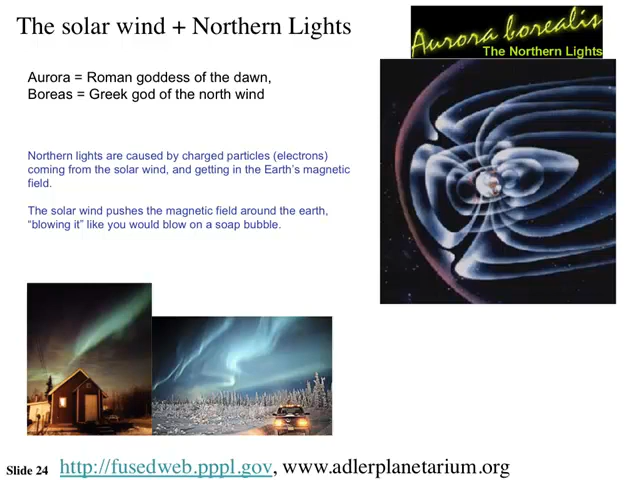 The solar wind + Northern Lights
Aurora borealis
The Northern Lights
Aurora = Roman goddess of the dawn,
Boreas = Greek god of the north wind
Northern lights are caused by charged particles (electrons)
coming from the solar wind, and getting in the Earth's magnetic
field.
The solar wind pushes the magnetic field around the earth,
“blowing it” like you would blow on a soap bubble.
Slide 24 http://fusedweb.pppl.gov, www.adlerplanetarium.org